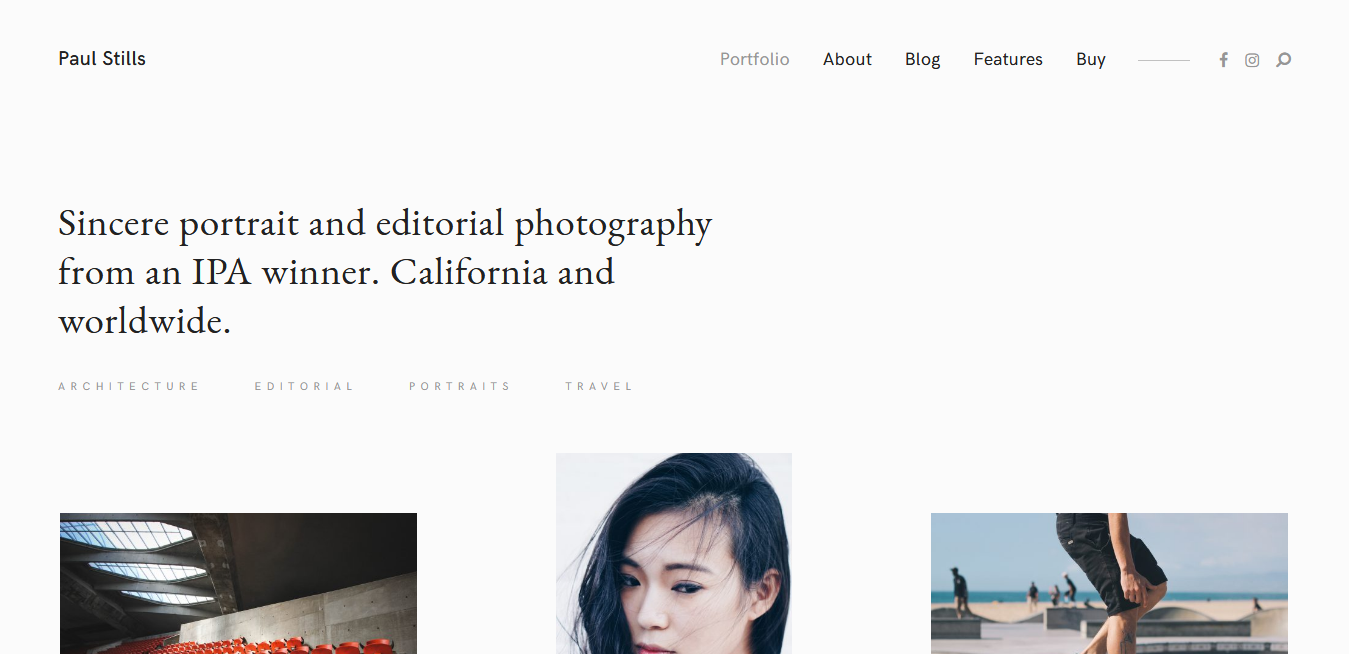 Paul Stills
Portfolio About Blog Features Buy
Sincere portrait and editorial photography
from an IPA winner. California and
worldwide.
ARCHITECTURE EDITORIAL PORTRAITS TRAVEL